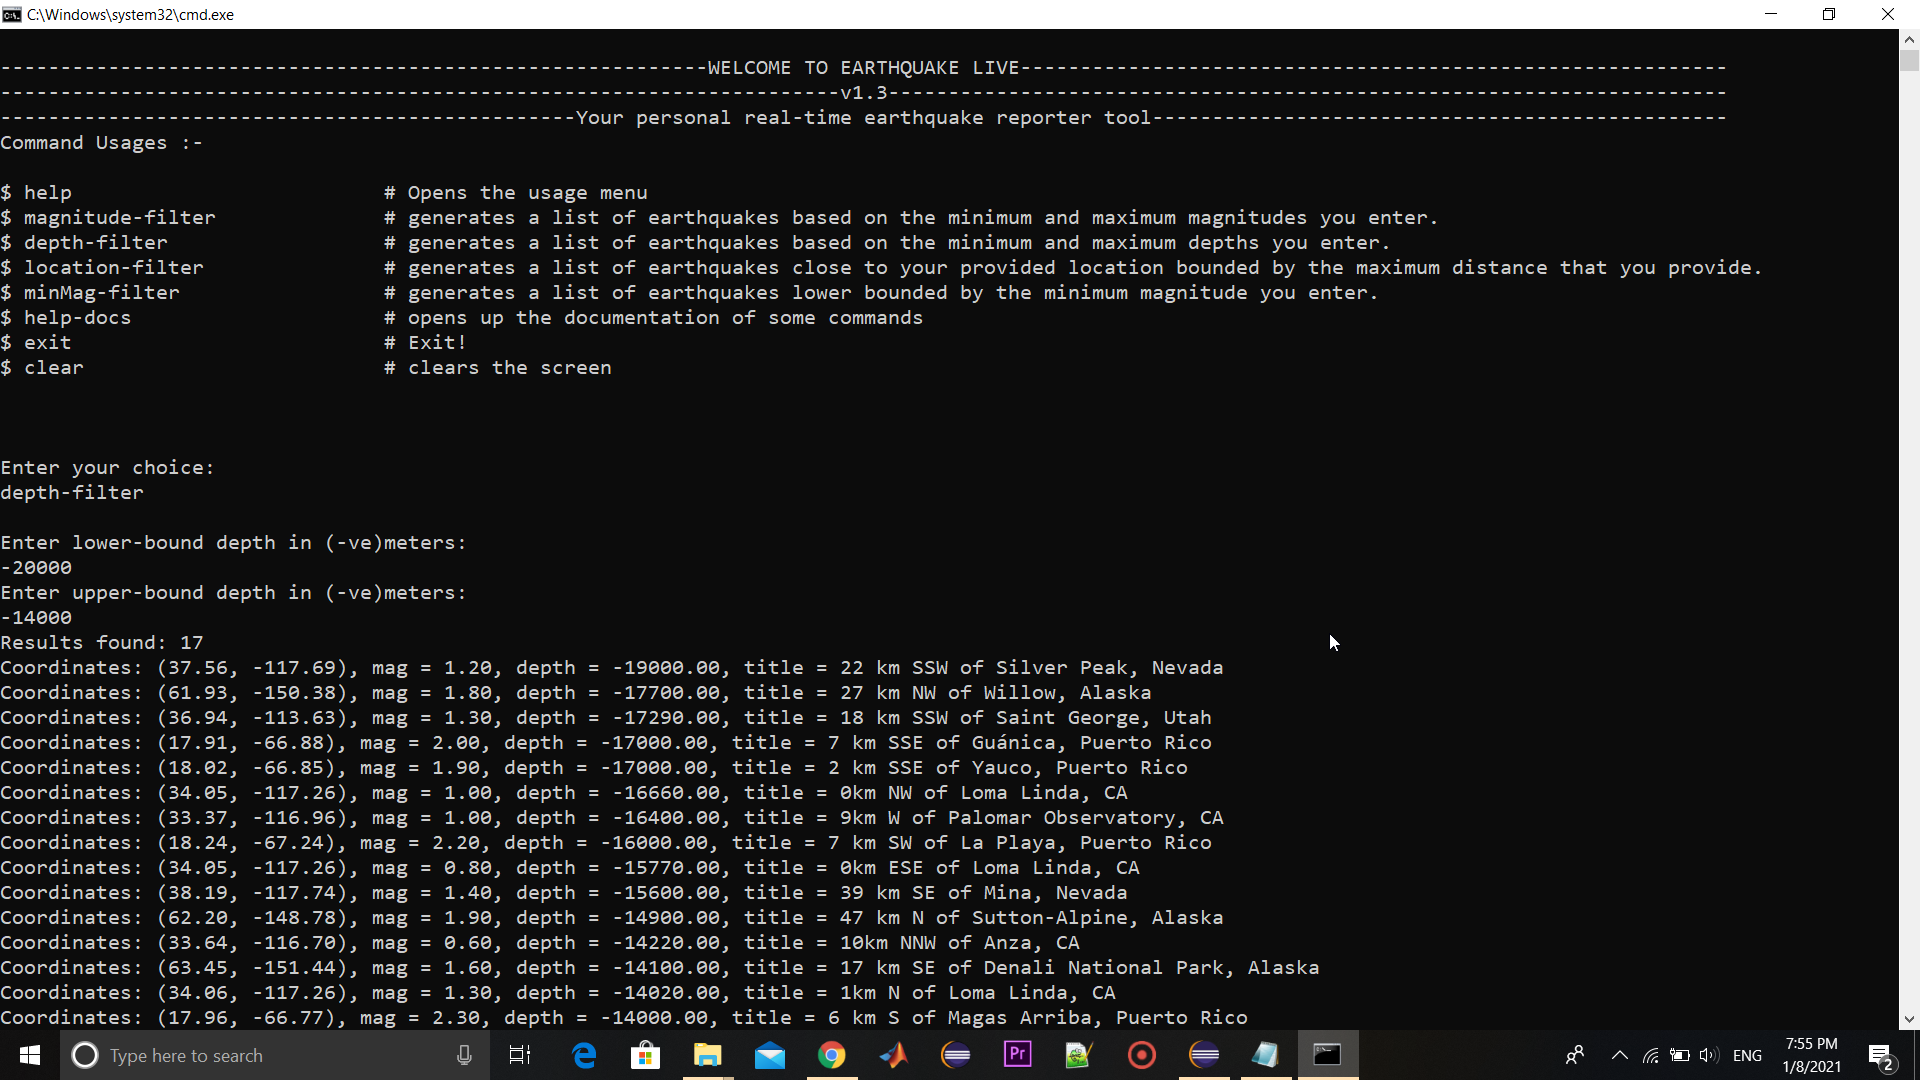 C:\Windows\system32\cmd.exe
-----------------------------------------------------------WELCOME TO EARTHQUAKE LIVE-----------------------------------------------------------
----------------------------------------------------------------------v1.3----------------------------------------------------------------------
------------------------------------------------Your personal real-time earthquake reporter tool------------------------------------------------
Command Usages :-
$ help                          # Opens the usage menu
$ magnitude-filter              # generates a list of earthquakes based on the minimum and maximum magnitudes you enter.
$ depth-filter                  # generates a list of earthquakes based on the minimum and maximum depths you enter.
$ location-filter               # generates a list of earthquakes close to your provided location bounded by the maximum distance that you provide.
$ minMag-filter                 # generates a list of earthquakes lower bounded by the minimum magnitude you enter.
$ help-docs                     # opens up the documentation of some commands
$ exit                          # Exit!
$ clear                         # clears the screen
Enter your choice:
depth-filter
Enter lower-bound depth in (-ve)meters:
-20000
Enter upper-bound depth in (-ve)meters:
-14000
Results found: 17
Coordinates: (37.56, -117.69), mag = 1.20, depth = -19000.00, title = 22 km SSW of Silver Peak, Nevada
Coordinates: (61.93, -150.38), mag = 1.80, depth = -17700.00, title = 27 km NW of Willow, Alaska
Coordinates: (36.94, -113.63), mag = 1.30, depth = -17290.00, title = 18 km SSW of Saint George, Utah
Coordinates: (17.91, -66.88), mag = 2.00, depth = -17000.00, title = 7 km SSE of Guánica, Puerto Rico
Coordinates: (18.02, -66.85), mag = 1.90, depth = -17000.00, title = 2 km SSE of Yauco, Puerto Rico
Coordinates: (34.05, -117.26), mag = 1.00, depth = -16660.00, title = 0km NW of Loma Linda, CA
Coordinates: (33.37, -116.96), mag = 1.00, depth = -16400.00, title = 9km W of Palomar Observatory, CA
Coordinates: (18.24, -67.24), mag = 2.20, depth = -16000.00, title = 7 km SW of La Playa, Puerto Rico
Coordinates: (34.05, -117.26), mag = 0.80, depth = -15770.00, title = 0km ESE of Loma Linda, CA
Coordinates: (38.19, -117.74), mag = 1.40, depth = -15600.00, title = 39 km SE of Mina, Nevada
Coordinates: (62.20, -148.78), mag = 1.90, depth = -14900.00, title = 47 km N of Sutton-Alpine, Alaska
Coordinates: (33.64, -116.70), mag = 0.60, depth = -14220.00, title = 10km NNW of Anza, CA
Coordinates: (63.45, -151.44), mag = 1.60, depth = -14100.00, title = 17 km SE of Denali National Park, Alaska
Coordinates: (34.06, -117.26), mag = 1.30, depth = -14020.00, title = 1km N of Loma Linda, CA
Coordinates: (17.96, -66.77), mag = 2.30, depth = -14000.00, title = 6 km S of Magas Arriba, Puerto Rico
Type here to search
Pr
ENG
7:55 PM
1/8/2021
2